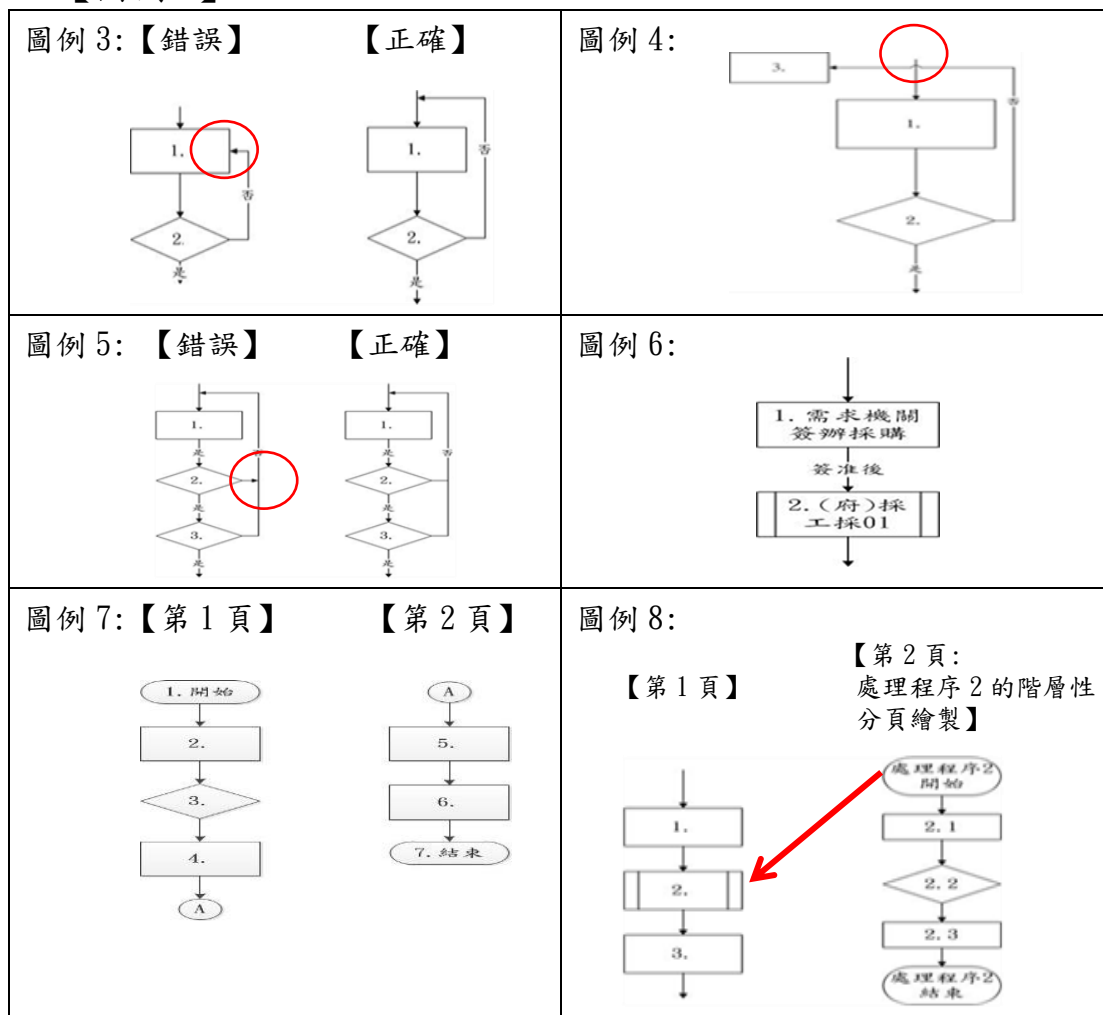 圖例 3:【錯誤】 【正確】
1.
否
2.
是
1.
否
2.
是
圖例 4:
3.
否
1.
2.
是
圖例 5: 【錯誤】 【正確】
1.
否
是
2.
是
3.
是
1.
否
是
2.
是
3.
是
圖例 6:
1.需求機關
簽辦採購
簽准後
2.(府)採
工採01
圖例 7:【第 1 頁】 【第 2 頁】
1.開始
2.
3.
4.
A
A
5.
6.
7.結束
圖例 8:
【第 1 頁】
【第 2 頁:
處理程序 2 的階層性
分頁繪製】
1.
2.
3.
處理程序2
開始
2.1
2.2
2.3
處理程序2
結束